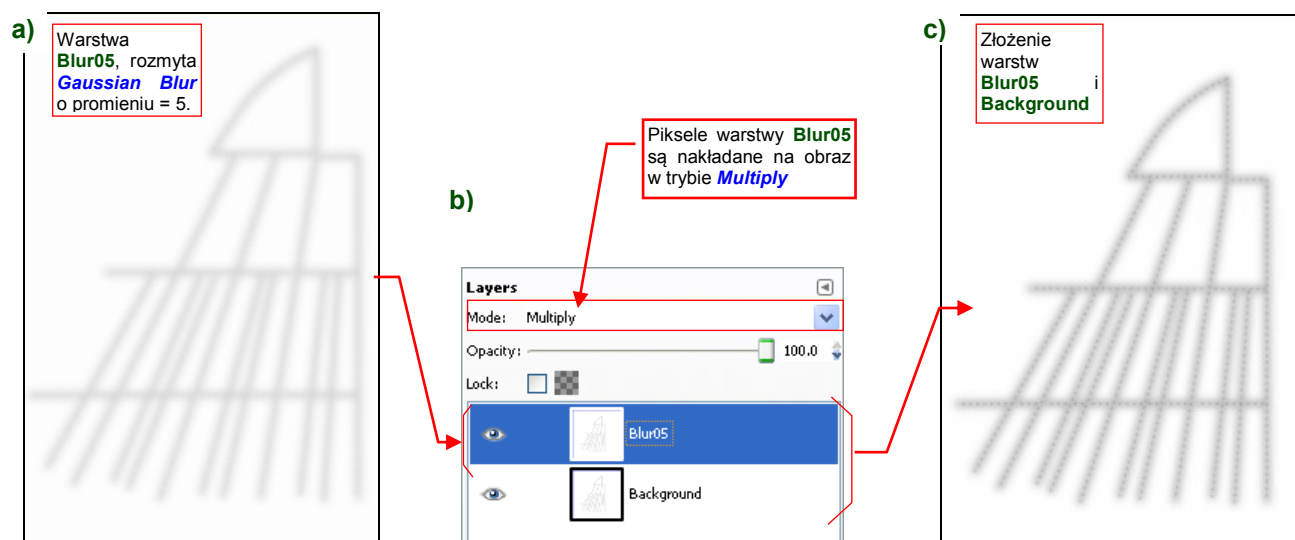 a)
Warstwa
Blur05, rozmyta
Gaussian Blur
o promieniu = 5.
Piksele warstwy Blur05
są nakładane na obraz
w trybie Multiply
b)
Layers
Mode: Multiply
Opacity: 100.0
Lock:
Blur05
Background
c)
Złożenie
warstw
Blur05 i
Background